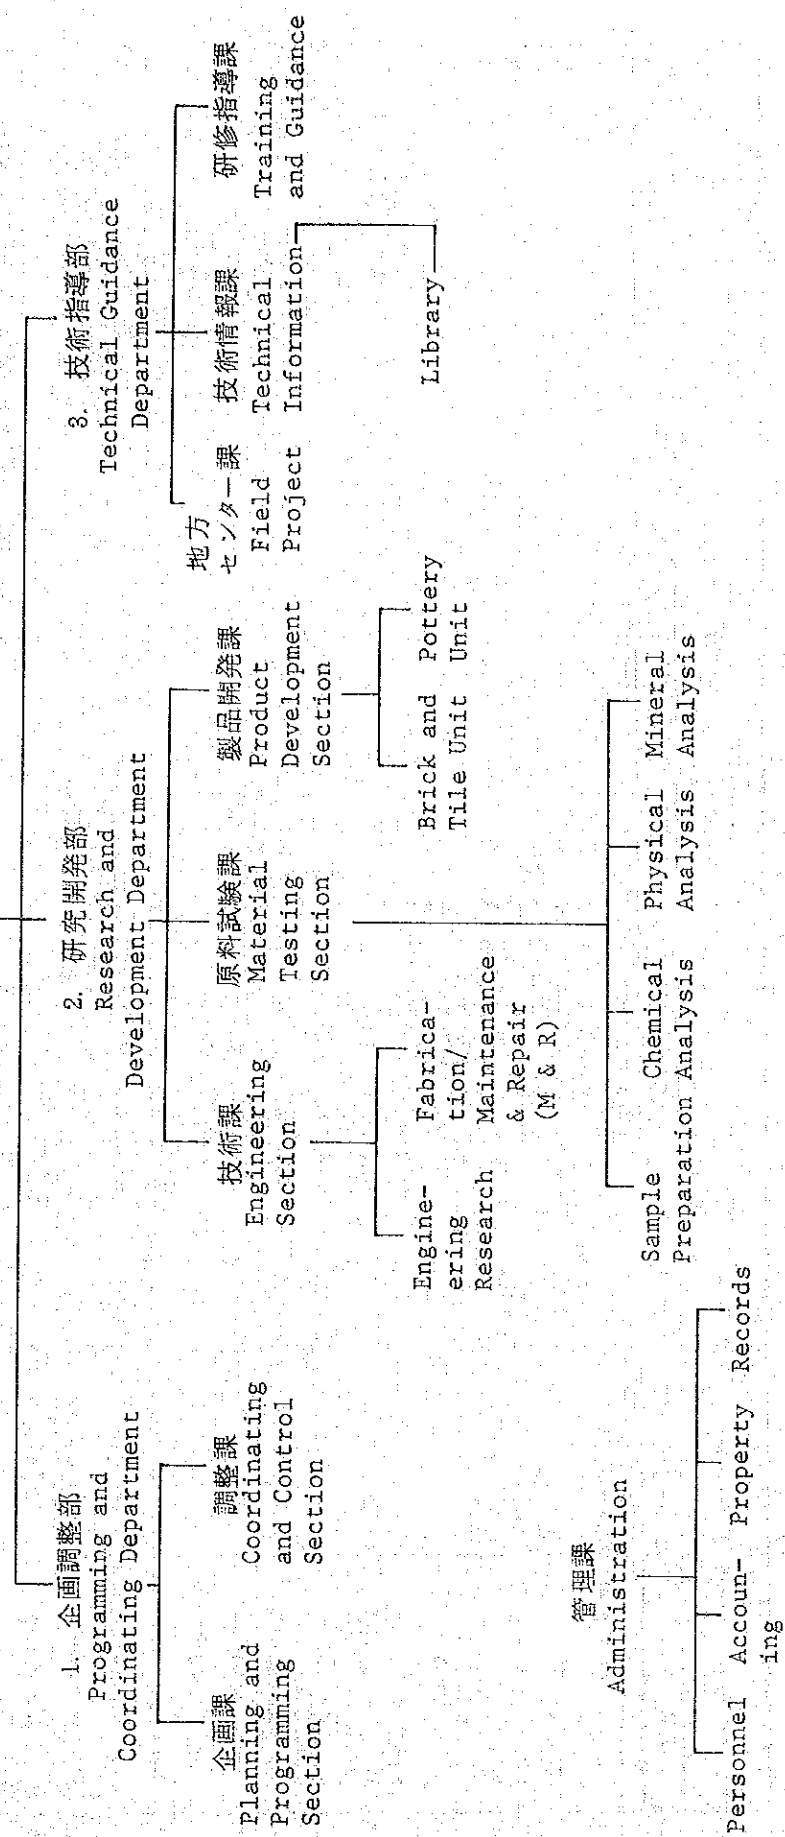 1. 企画調整部
Programming and
Coordinating Department
企画課
Planning and
Programming
Section
調整課
Coordinating
and Control
Section
2. 研究開発部
Research and
Development Department
技術課
Engineering
Section
Engine-
ering
Research
Fabrica-
tion/
Maintenance
& Repair
(M & R)
原料試験課
Material
Testing
Section
Sample
Preparation
Chemical
Analysis
Physical
Analysis
Mineral
Analysis
製品開発課
Product
Development
Section
Brick and
Tile Unit
Pottery
Unit
3. 技術指導部
Technical Guidance
Department
地方
センター課
Field
Project
技術情報課
Technical
Information
Library
研修指導課
Training
and Guidance
管理課
Administration
Personnel
Accoun-
ing
Property
Records